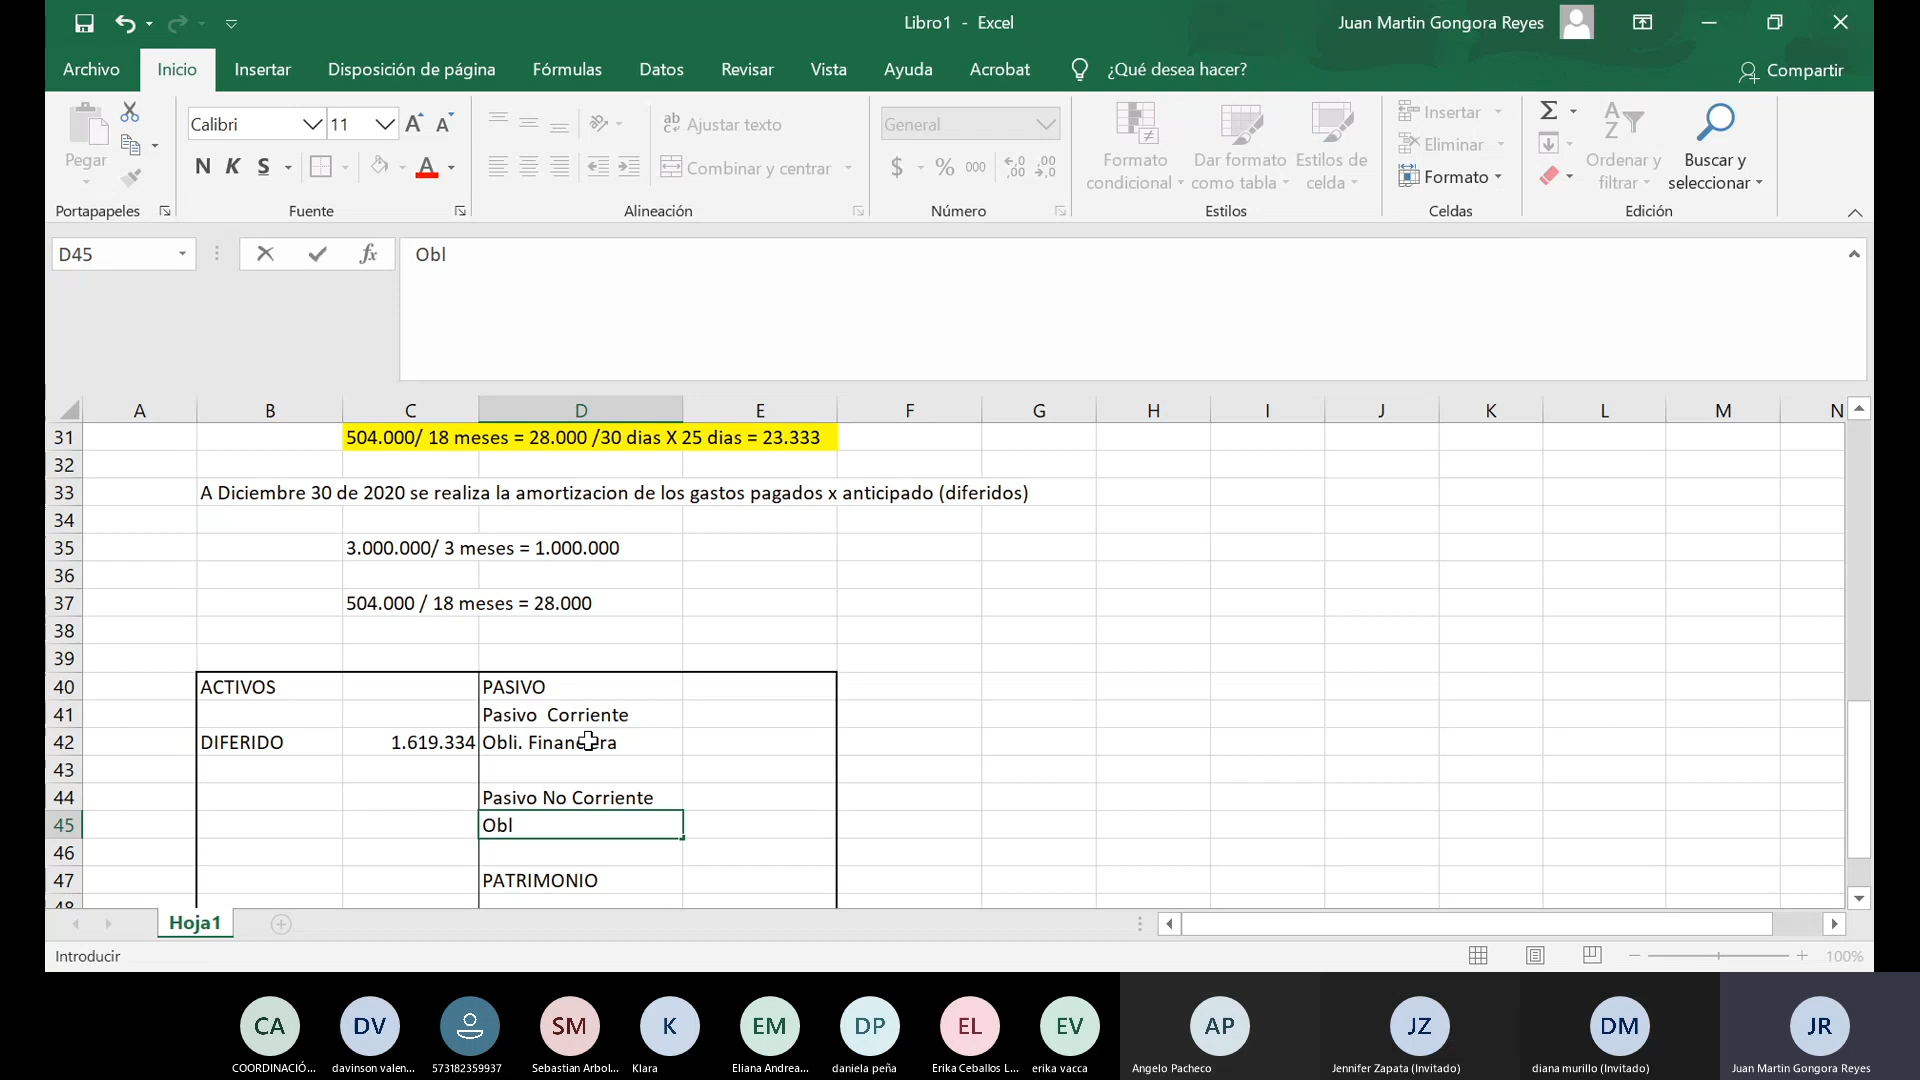 Libro1 - Excel
Juan Martin Gongora Reyes
Archivo Inicio Insertar Disposición de página Fórmulas Datos Revisar Vista Ayuda Acrobat ¿Qué desea hacer? Compartir
Pegar
Portapapeles
Calibri 11
N K S
Fuente
Ajustar texto
Combinar y centrar
Alineación
General
$ % 000
Número
Formato condicional
Dar formato como tabla
Estilos de celda
Estilos
Insertar
Eliminar
Formato
Celdas
Ordenar y filtrar
Buscar y seleccionar
Edición
D45 fx Obl
A B C D E F G H I J K L M N
31 504.000/ 18 meses = 28.000 /30 dias X 25 dias = 23.333
32
33 A Diciembre 30 de 2020 se realiza la amortizacion de los gastos pagados x anticipado (diferidos)
34
35 3.000.000/ 3 meses = 1.000.000
36
37 504.000 / 18 meses = 28.000
38
39
40 ACTIVOS PASIVO
41 Pasivo Corriente
42 DIFERIDO 1.619.334 Obli. Financiera
43
44 Pasivo No Corriente
45 Obl
46
47 PATRIMONIO
48
Hoja1
Introducir
100%
CA DV SM K EM DP EL EV AP JZ DM JR
COORDINACIÓ... davinson valen... 573182359937 Sebastian Arbol... Klara Eliana Andrea... daniela peña Erika Ceballos L... erika vacca Angelo Pacheco Jennifer Zapata (Invitado) diana murillo (Invitado) Juan Martin Gongora Reyes